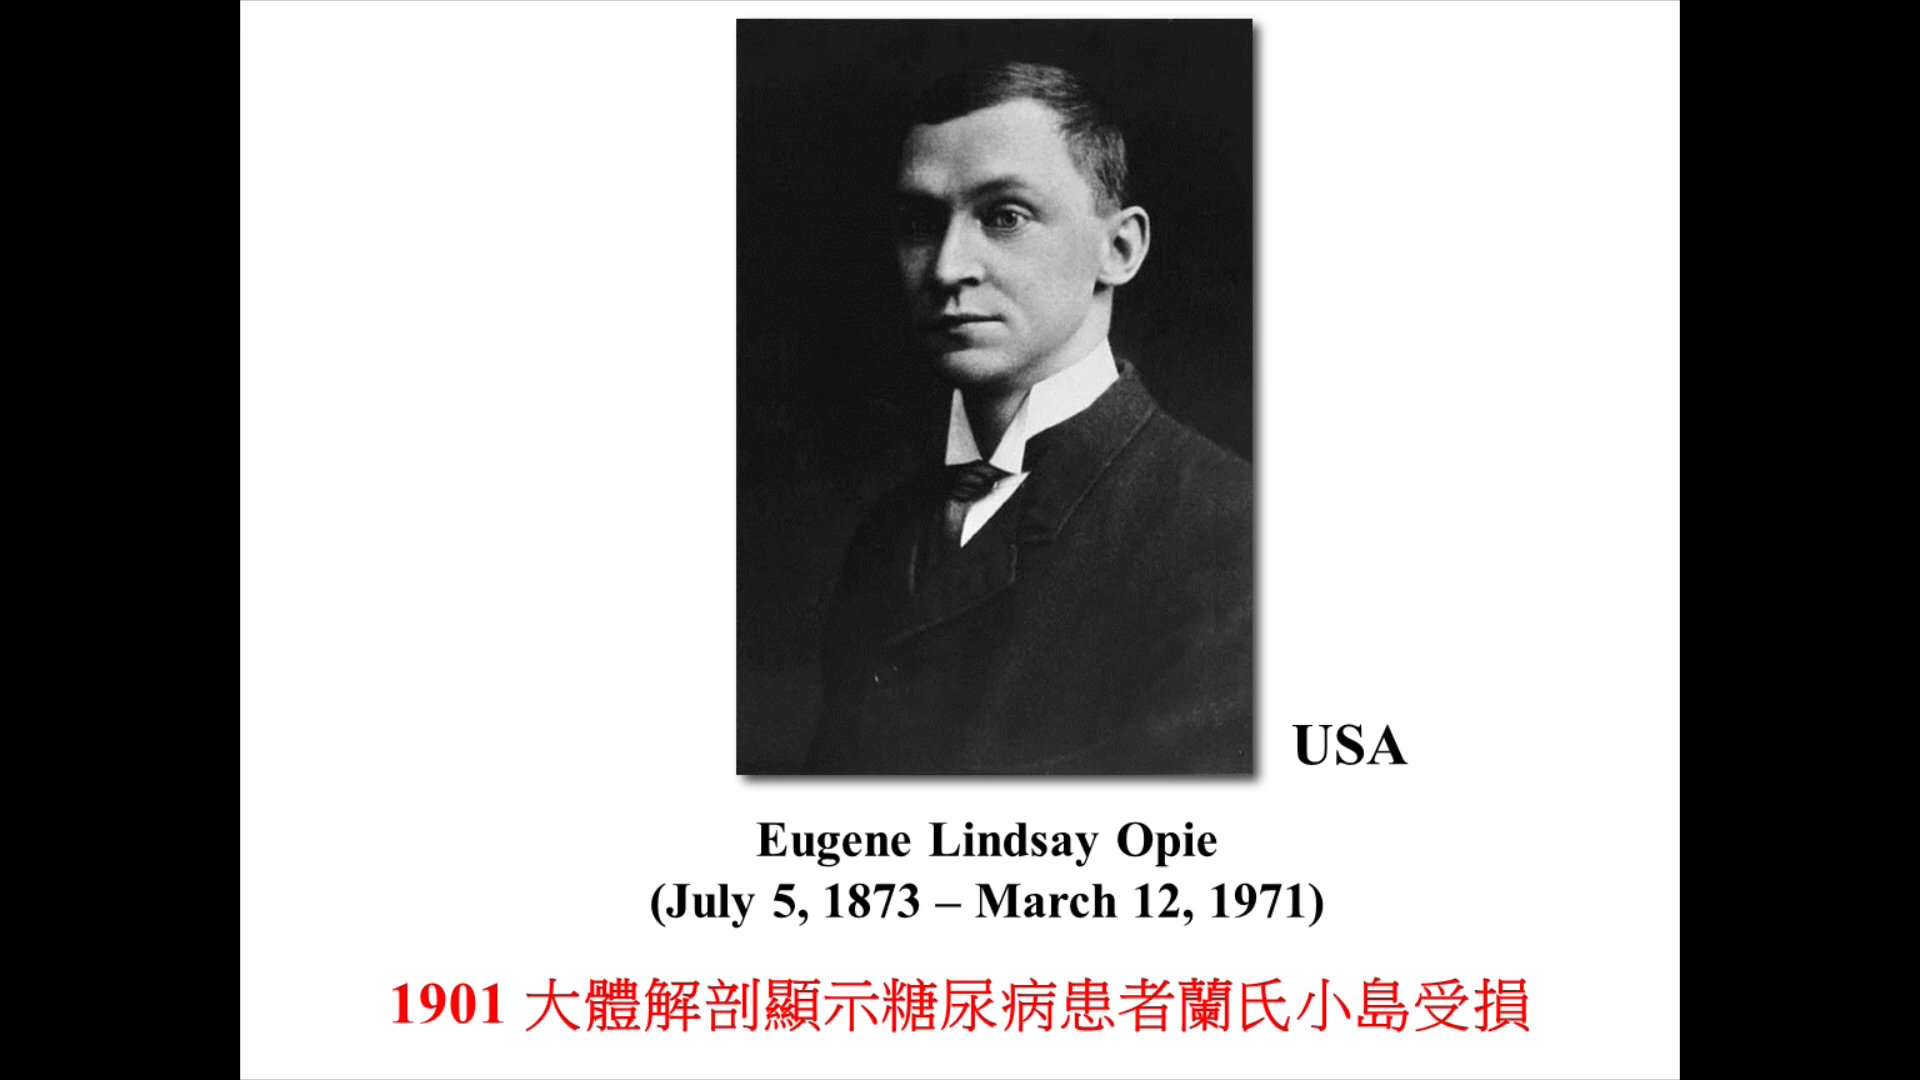 USA
Eugene Lindsay Opie
(July 5, 1873 – March 12, 1971)
1901 大體解剖顯示糖尿病患者蘭氏小島受損